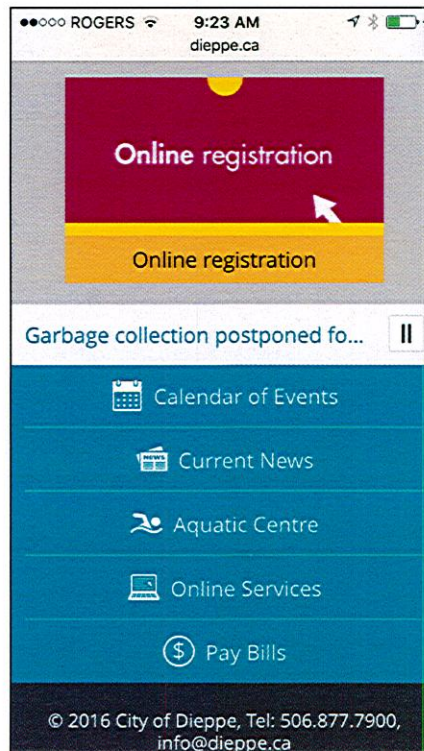 ROGERS 9:23 AM
dieppe.ca
Online registration
Online registration
Garbage collection postponed fo...
Calendar of Events
NEWS Current News
Aquatic Centre
Online Services
$ Pay Bills
© 2016 City of Dieppe, Tel: 506.877.7900,
info@dieppe.ca